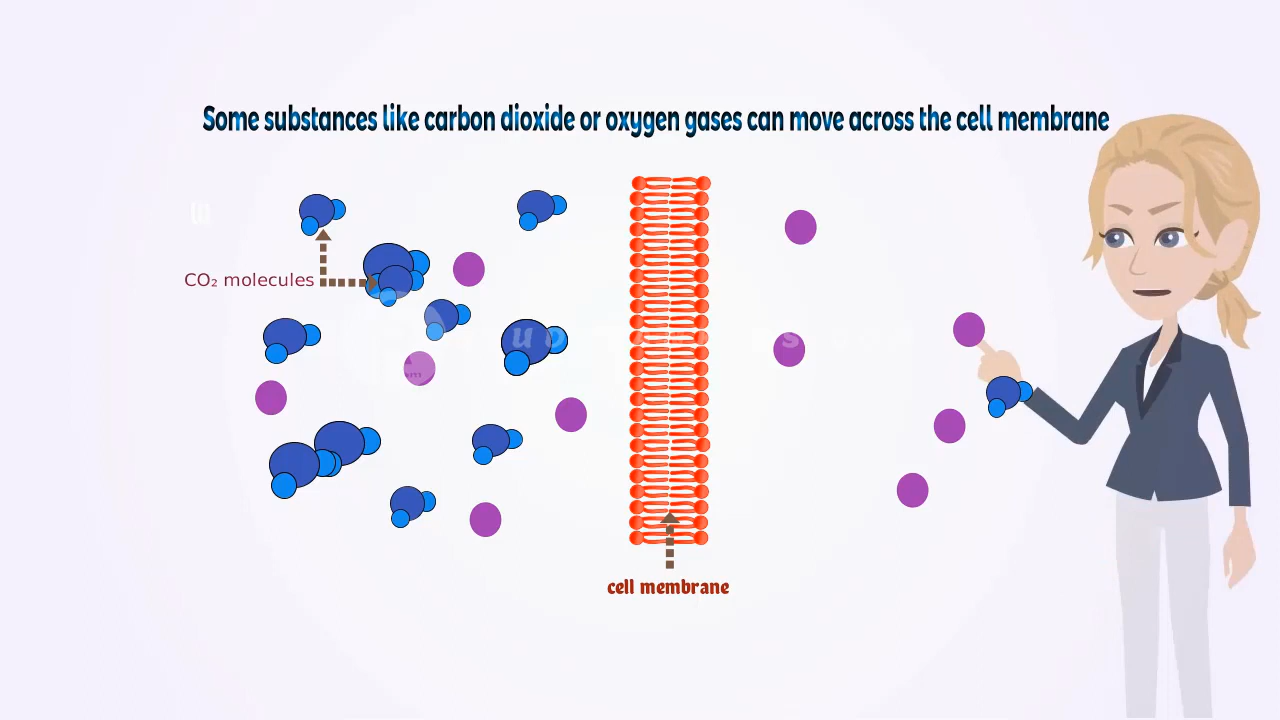 Some substances like carbon dioxide or oxygen gases can move across the cell membrane
CO₂ molecules
cell membrane